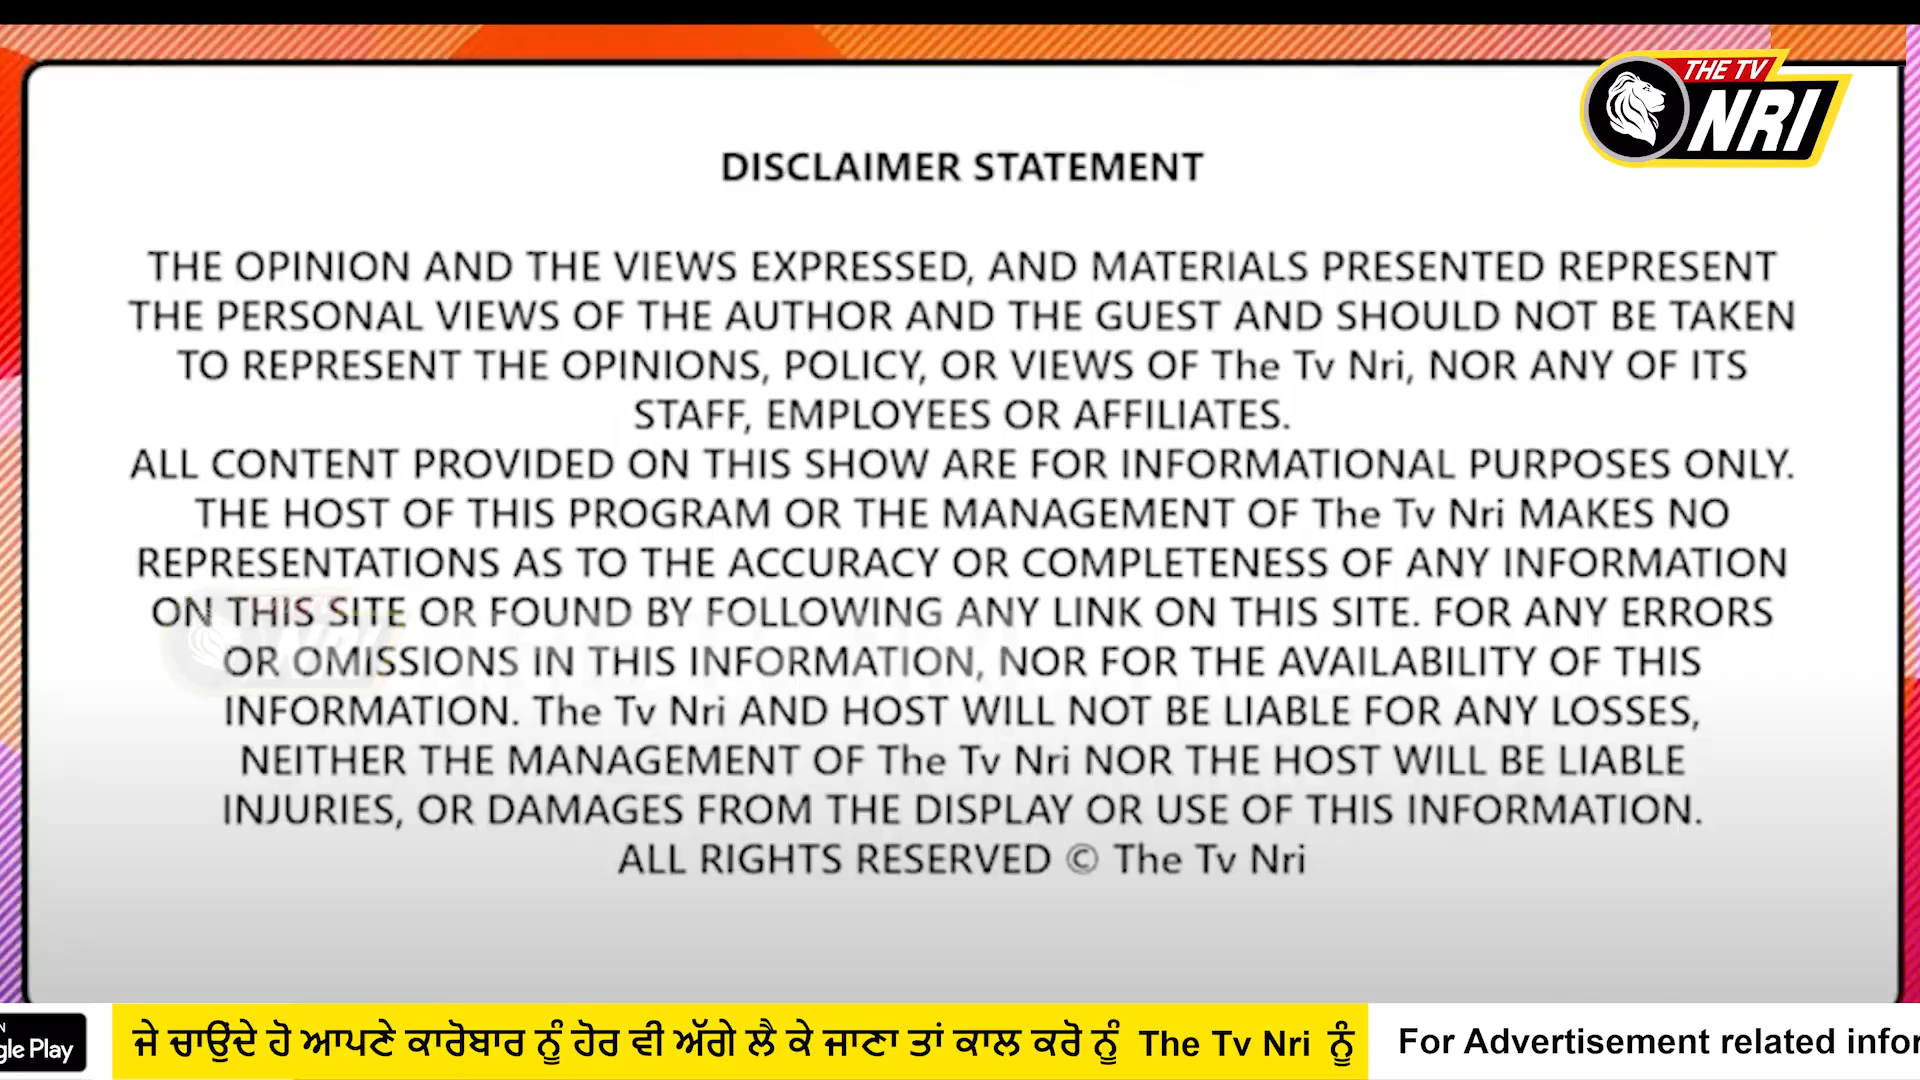 THE TV
NRI
DISCLAIMER STATEMENT
THE OPINION AND THE VIEWS EXPRESSED, AND MATERIALS PRESENTED REPRESENT
THE PERSONAL VIEWS OF THE AUTHOR AND THE GUEST AND SHOULD NOT BE TAKEN
TO REPRESENT THE OPINIONS, POLICY, OR VIEWS OF The Tv Nri, NOR ANY OF ITS
STAFF, EMPLOYEES OR AFFILIATES.
ALL CONTENT PROVIDED ON THIS SHOW ARE FOR INFORMATIONAL PURPOSES ONLY.
THE HOST OF THIS PROGRAM OR THE MANAGEMENT OF The Tv Nri MAKES NO
REPRESENTATIONS AS TO THE ACCURACY OR COMPLETENESS OF ANY INFORMATION
ON THIS SITE OR FOUND BY FOLLOWING ANY LINK ON THIS SITE. FOR ANY ERRORS
OR OMISSIONS IN THIS INFORMATION, NOR FOR THE AVAILABILITY OF THIS
INFORMATION. The Tv Nri AND HOST WILL NOT BE LIABLE FOR ANY LOSSES,
NEITHER THE MANAGEMENT OF The Tv Nri NOR THE HOST WILL BE LIABLE
INJURIES, OR DAMAGES FROM THE DISPLAY OR USE OF THIS INFORMATION.
ALL RIGHTS RESERVED © The Tv Nri
NRI
gle Play
ਜੇ ਚਾਉਂਦੇ ਹੋ ਆਪਣੇ ਕਾਰੋਬਾਰ ਨੂੰ ਹੋਰ ਵੀ ਅੱਗੇ ਲੈ ਕੇ ਜਾਣਾ ਤਾਂ ਕਾਲ ਕਰੋ ਨੂੰ The Tv Nri ਨੂੰ
For Advertisement related infor